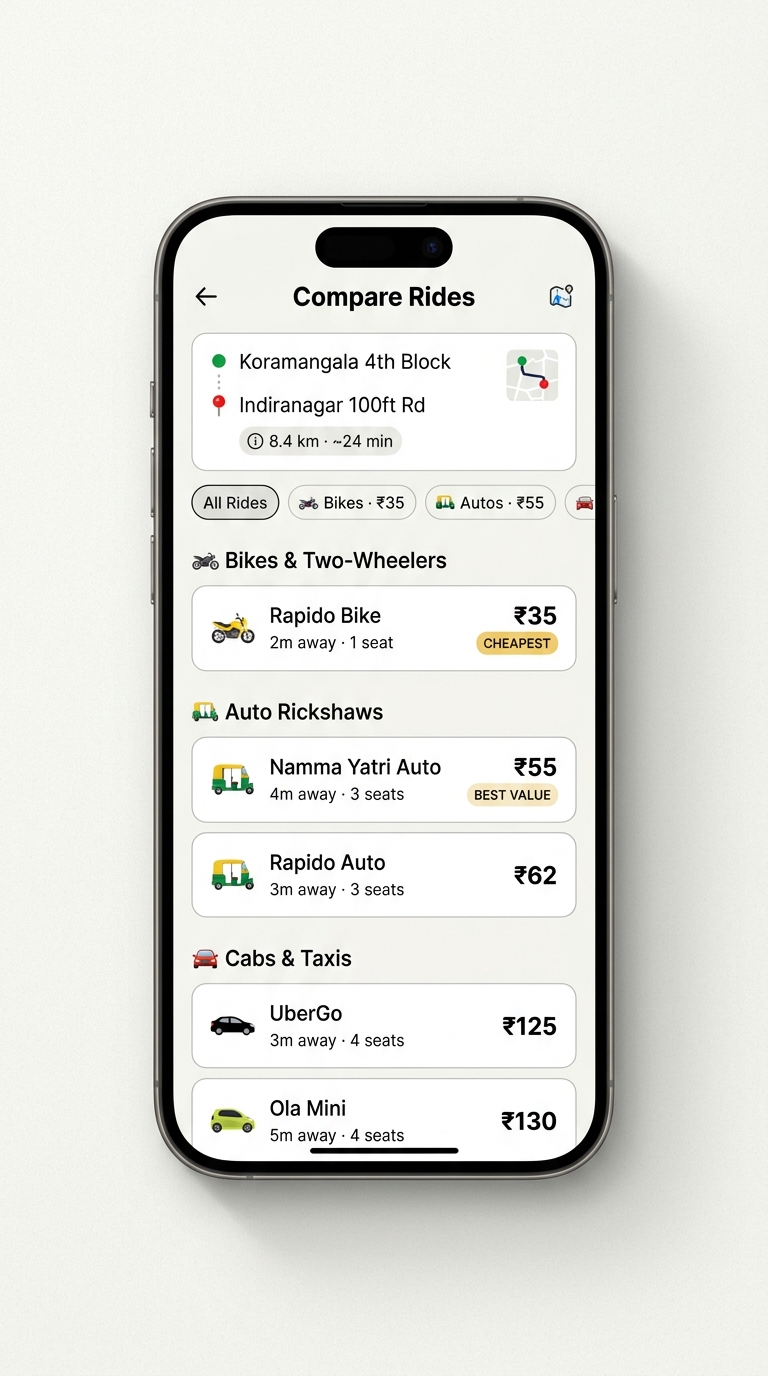 Compare Rides
Koramangala 4th Block
Indiranagar 100ft Rd
8.4 km · ~24 min
All Rides
Bikes · ₹35
Autos · ₹55
Bikes & Two-Wheelers
Rapido Bike
₹35
2m away · 1 seat
CHEAPEST
Auto Rickshaws
Namma Yatri Auto
₹55
4m away · 3 seats
BEST VALUE
Rapido Auto
3m away · 3 seats
₹62
Cabs & Taxis
UberGo
3m away · 4 seats
₹125
Ola Mini
5m away · 4 seats
₹130